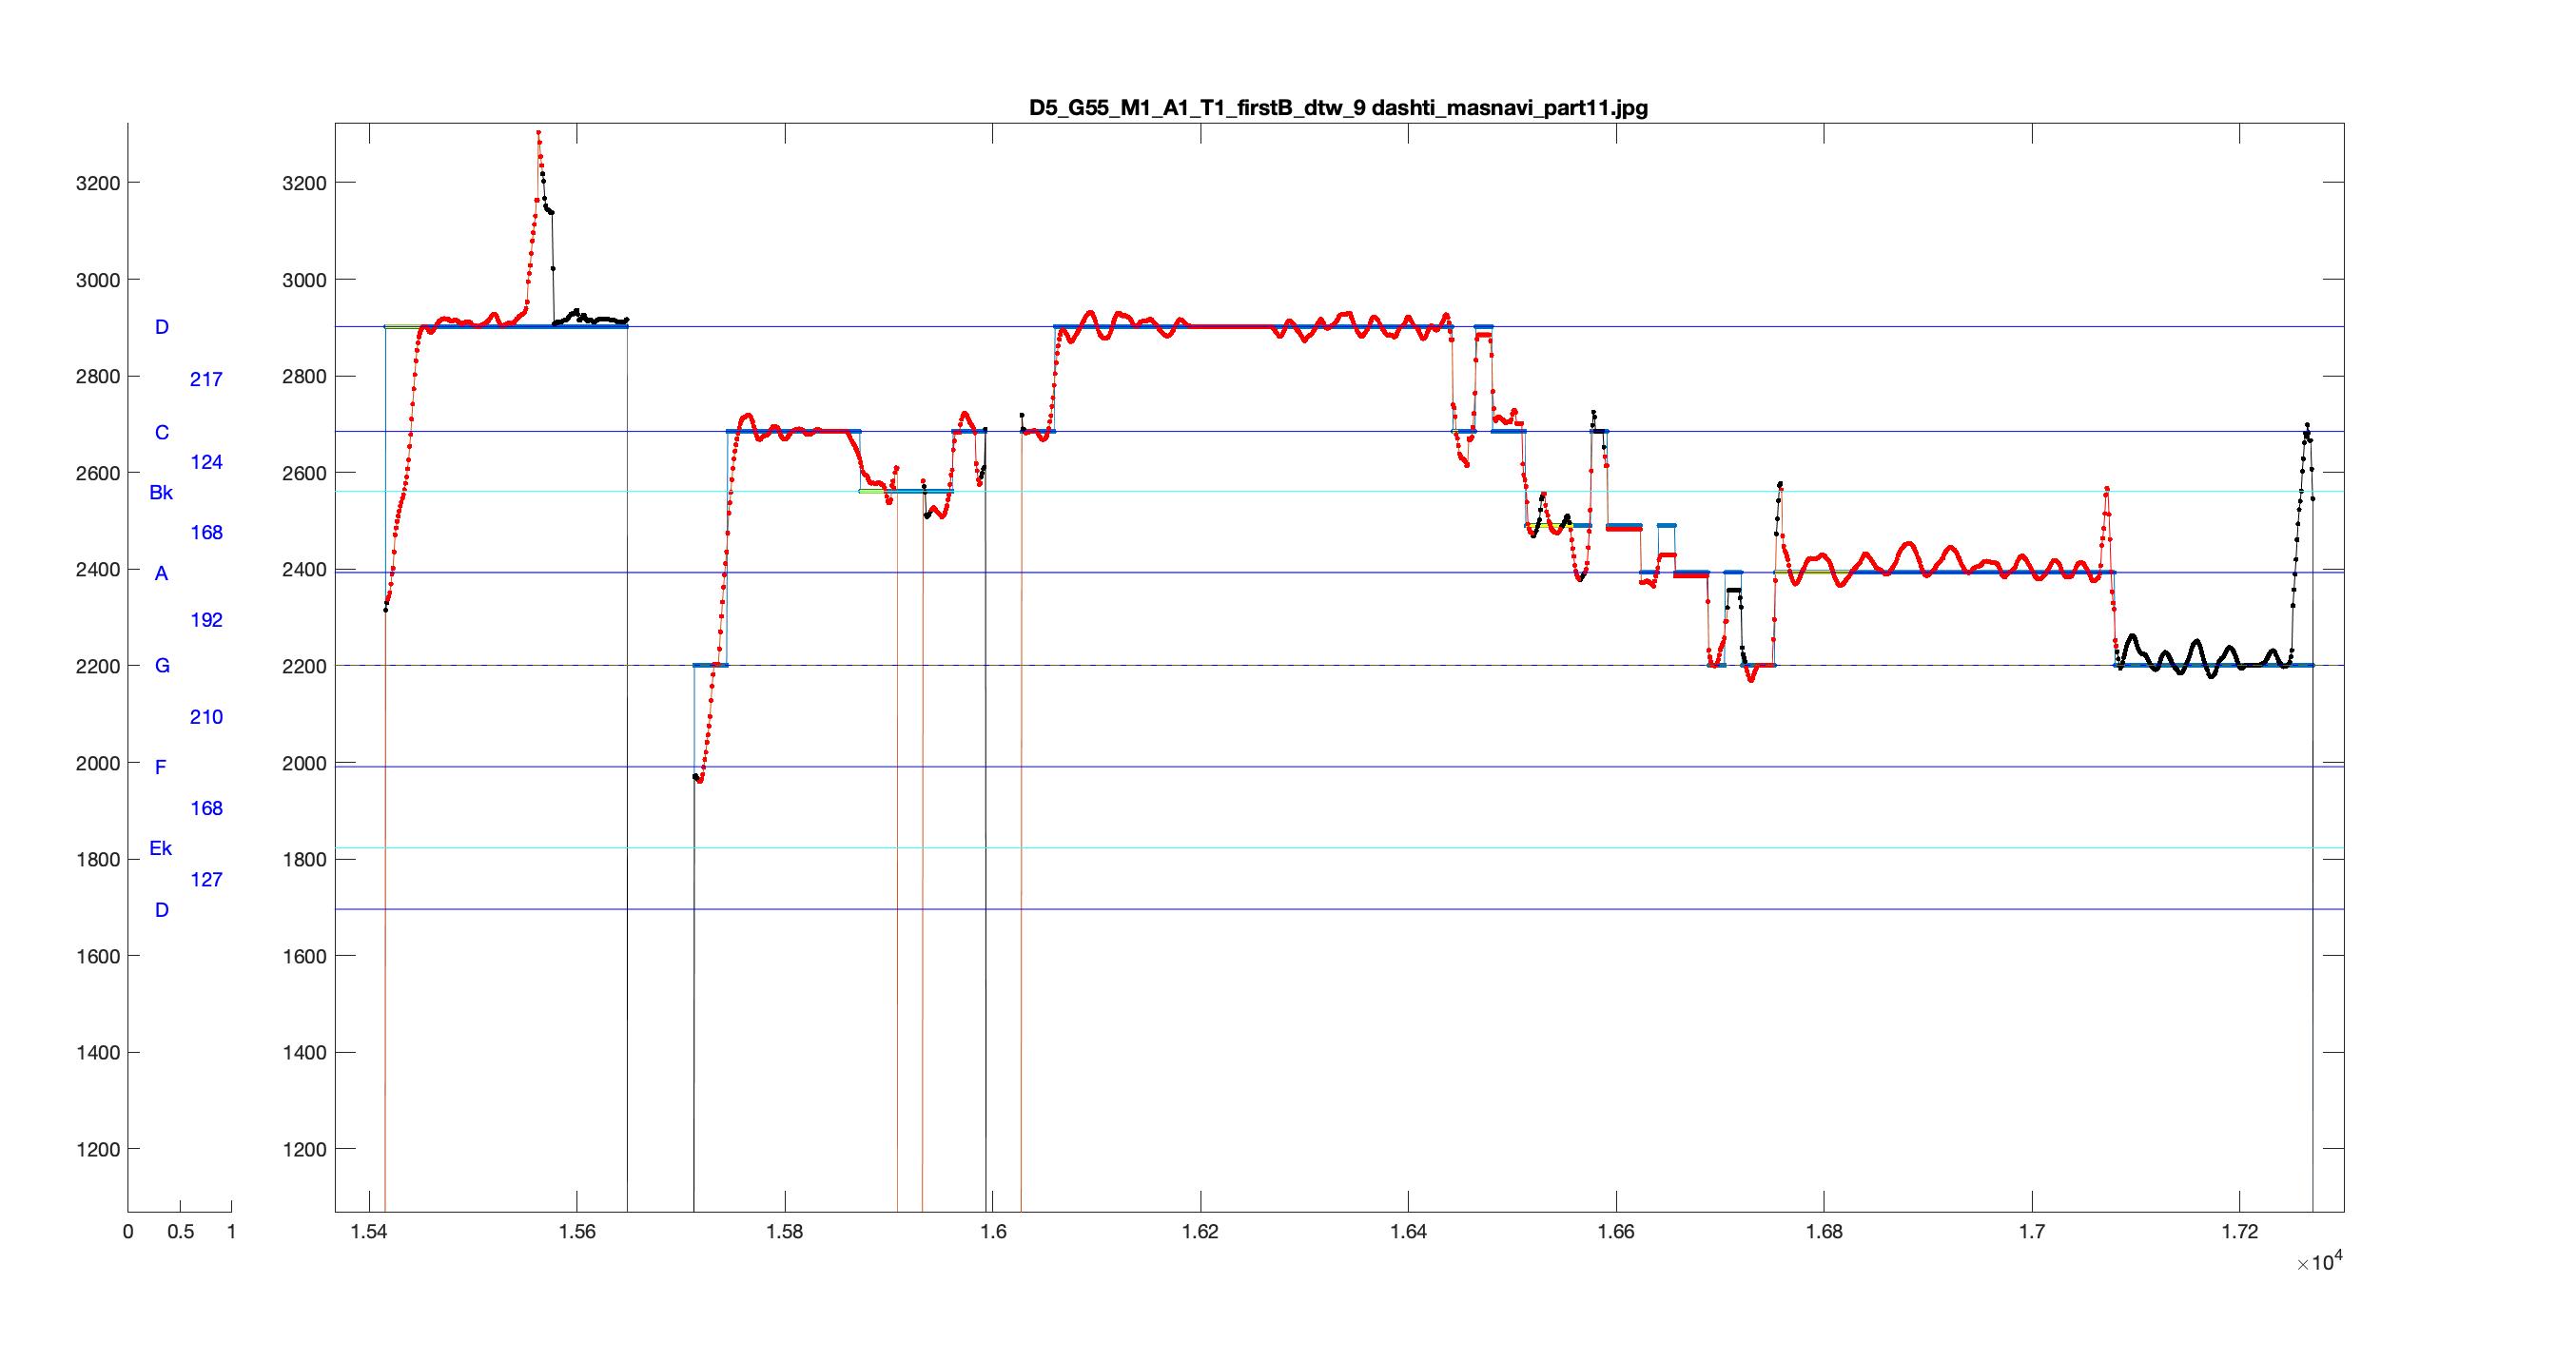 D5_G55_M1_A1_T1_firstB_dtw_9 dashti_masnavi_part11.jpg
3200 3200
3000 3000
D
2800 217 2800
C
2600 124 2600
Bk
168
2400 A 2400
192
2200 G 2200
210
2000 F 2000
168
1800 Ek 1800
127
D
1600 1600
1400 1400
1200 1200
0 0.5 1 1.54 1.56 1.58 1.6 1.62 1.64 1.66 1.68 1.7 1.72
×10⁴